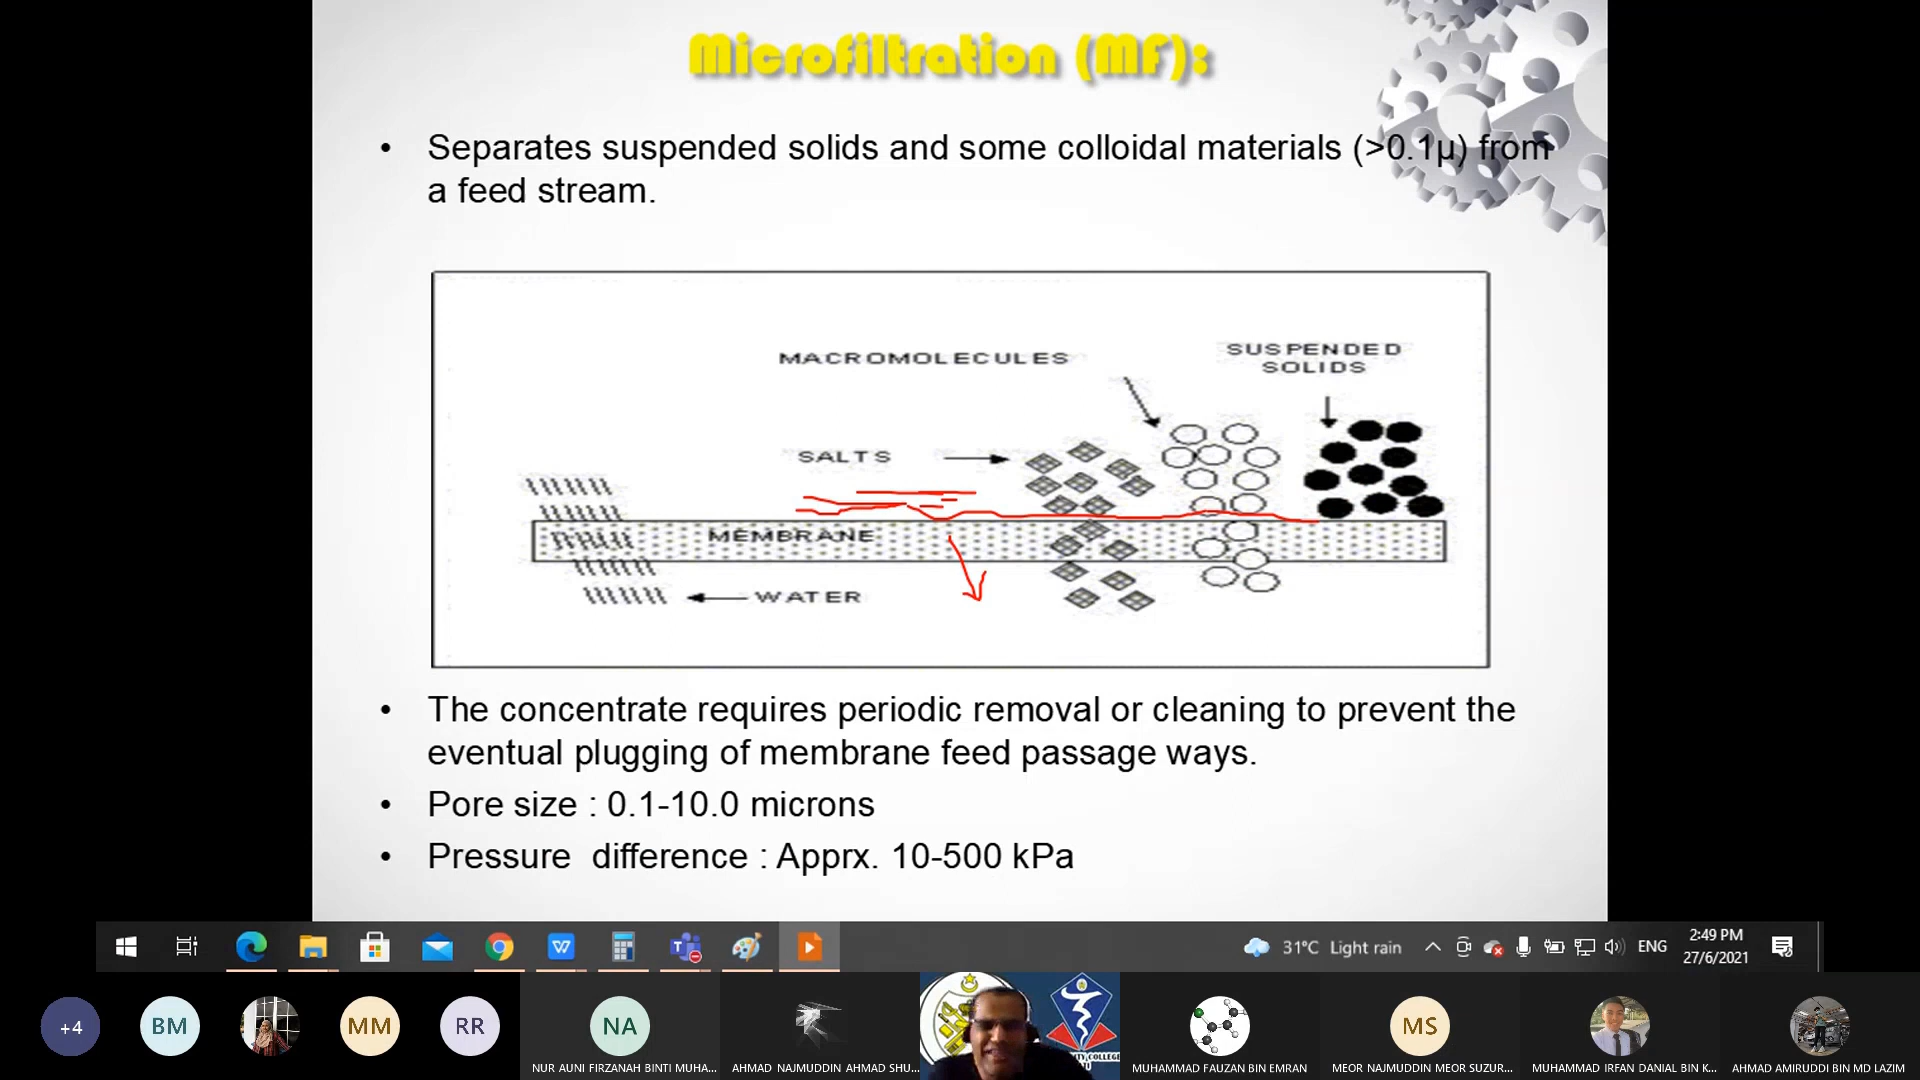 Microfiltration (MF):
• Separates suspended solids and some colloidal materials (>0.1µ) from
a feed stream.
MACROMOLECULES
SUSPENDED
SOLIDS
SALTS
MEMBRANE
WATER
• The concentrate requires periodic removal or cleaning to prevent the
eventual plugging of membrane feed passage ways.
• Pore size : 0.1-10.0 microns
• Pressure  difference : Apprx. 10-500 kPa
31°C Light rain
ENG
2:49 PM
27/6/2021
+4
BM
MM
RR
NA
MS
NUR AUNI FIRZANAH BINTI MUHA...
AHMAD NAJMUDDIN AHMAD SHU...
MUHAMMAD FAUZAN BIN EMRAN
MEOR NAJMUDDIN MEOR SUZUR...
MUHAMMAD IRFAN DANIAL BIN K...
AHMAD AMIRUDDI BIN MD LAZIM